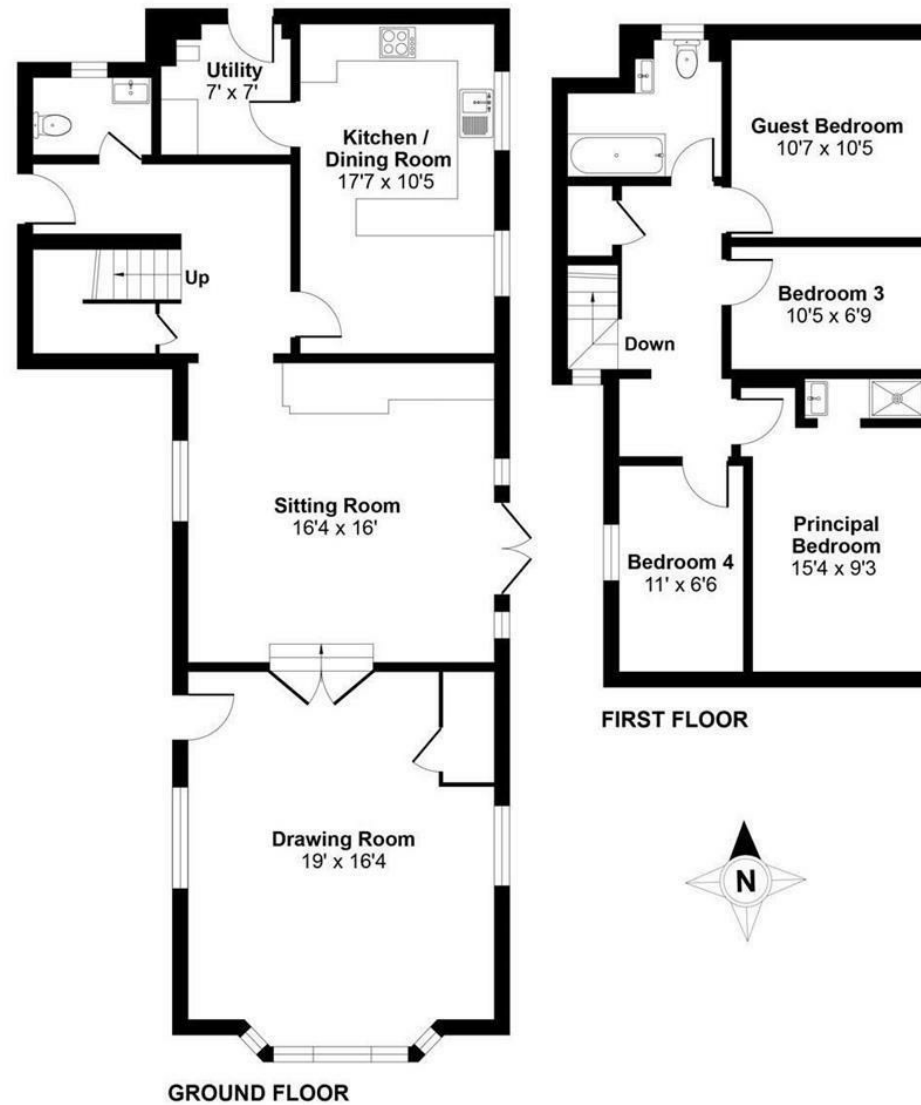 Utility
7' x 7'
Kitchen /
Dining Room
17'7 x 10'5
Up
Sitting Room
16'4 x 16'
Drawing Room
19' x 16'4
GROUND FLOOR
Guest Bedroom
10'7 x 10'5
Bedroom 3
10'5 x 6'9
Down
Principal
Bedroom
15'4 x 9'3
Bedroom 4
11' x 6'6
FIRST FLOOR
N